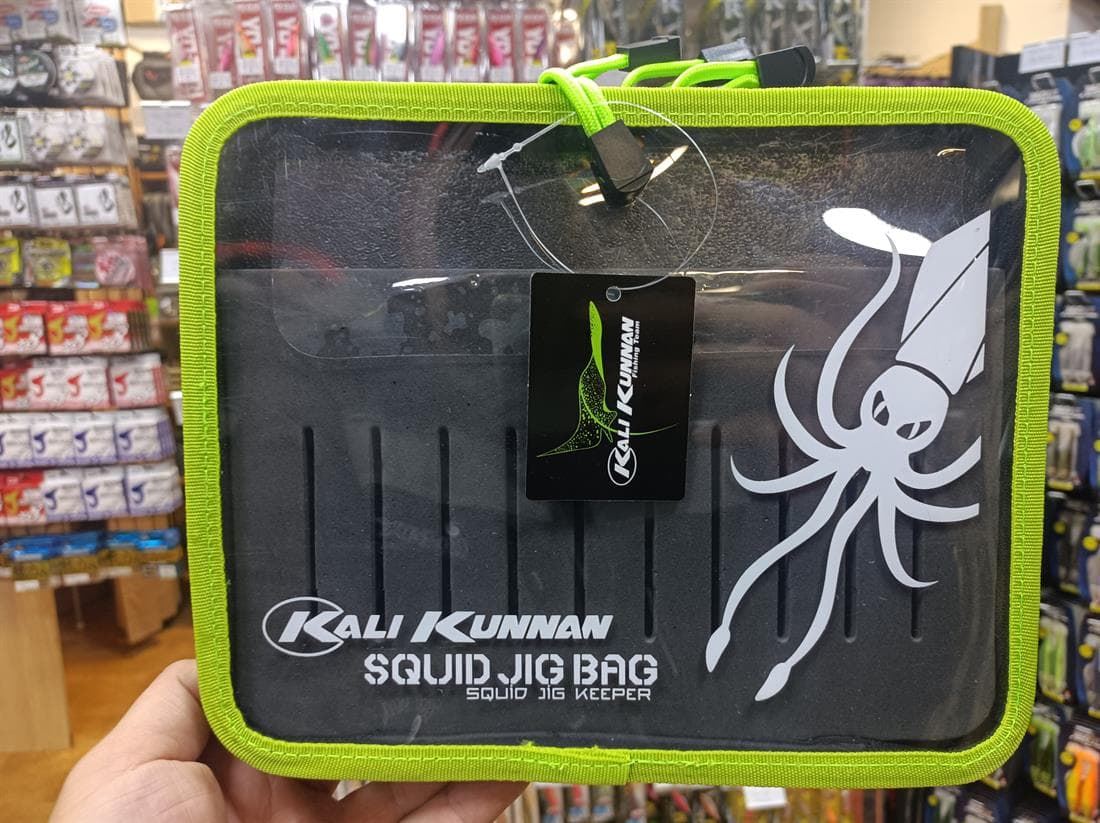 KALI KUNNAN
Fishing Team
KALI KUNNAN
SQUID JIG BAG
SQUID JIG KEEPER